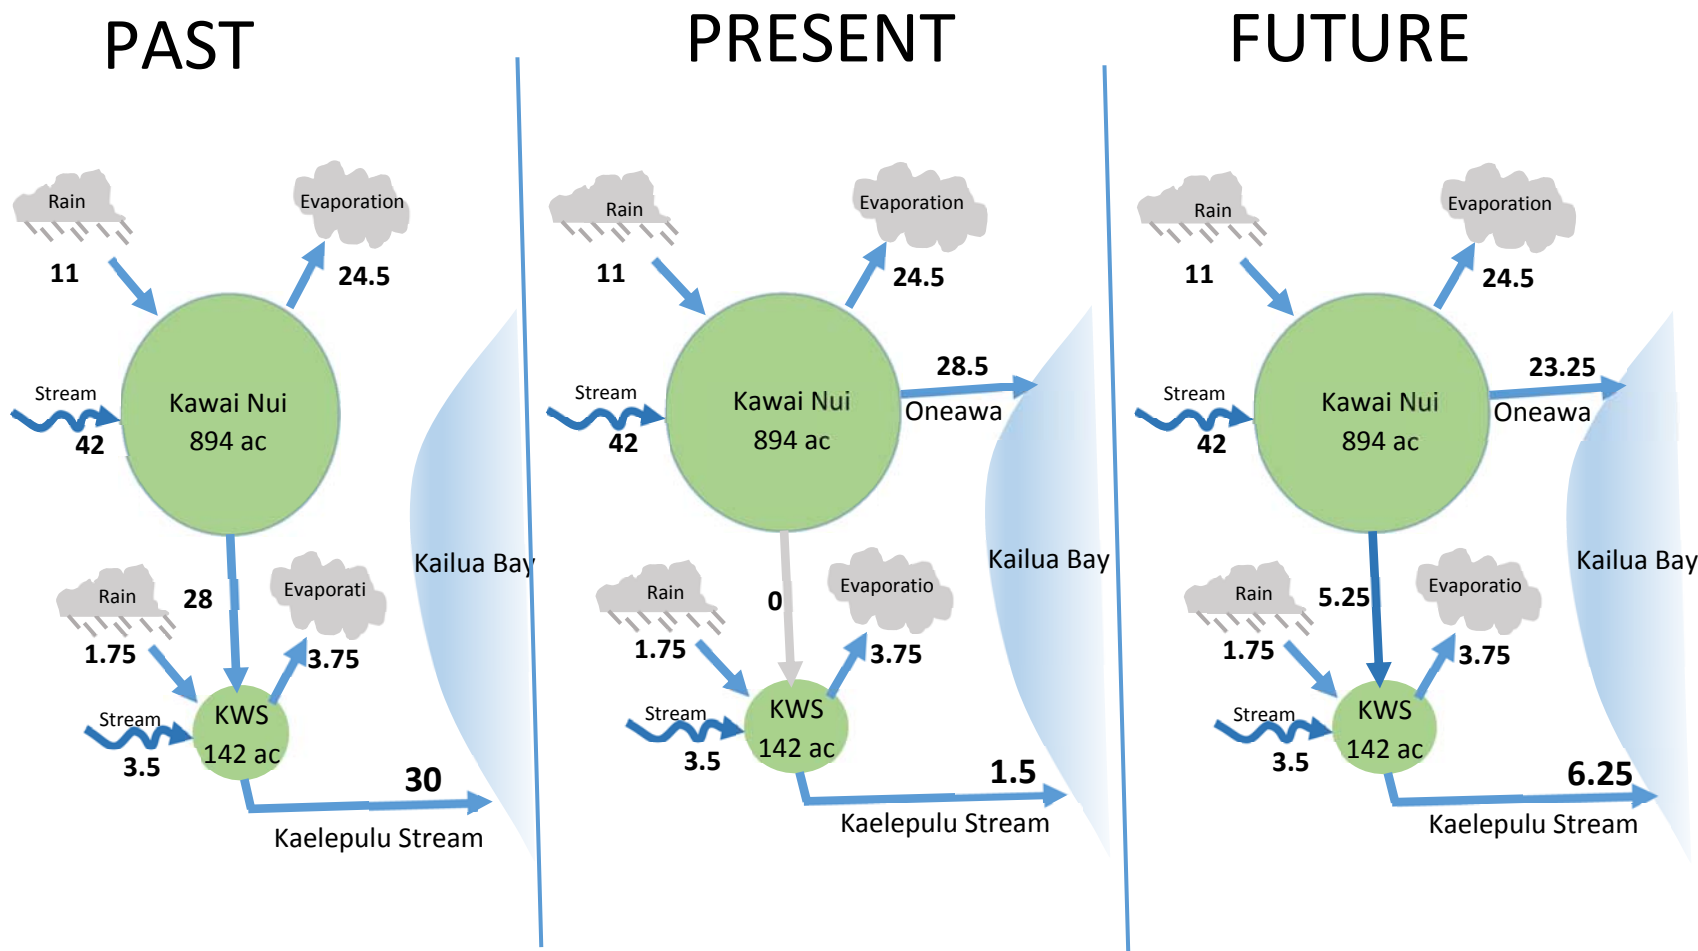 PAST
Rain
11
Evaporation
24.5
Stream
42
Kawai Nui
894 ac
Kailua Bay
28
Rain
1.75
Evaporati
3.75
Stream
3.5
KWS
142 ac
30
Kaelepulu Stream
PRESENT
Rain
11
Evaporation
24.5
Stream
42
Kawai Nui
894 ac
28.5
Oneawa
Kailua Bay
0
Rain
1.75
Evaporatio
3.75
Stream
3.5
KWS
142 ac
1.5
Kaelepulu Stream
FUTURE
Rain
11
Evaporation
24.5
Stream
42
Kawai Nui
894 ac
23.25
Oneawa
Kailua Bay
5.25
Rain
1.75
Evaporatio
3.75
Stream
3.5
KWS
142 ac
6.25
Kaelepulu Stream